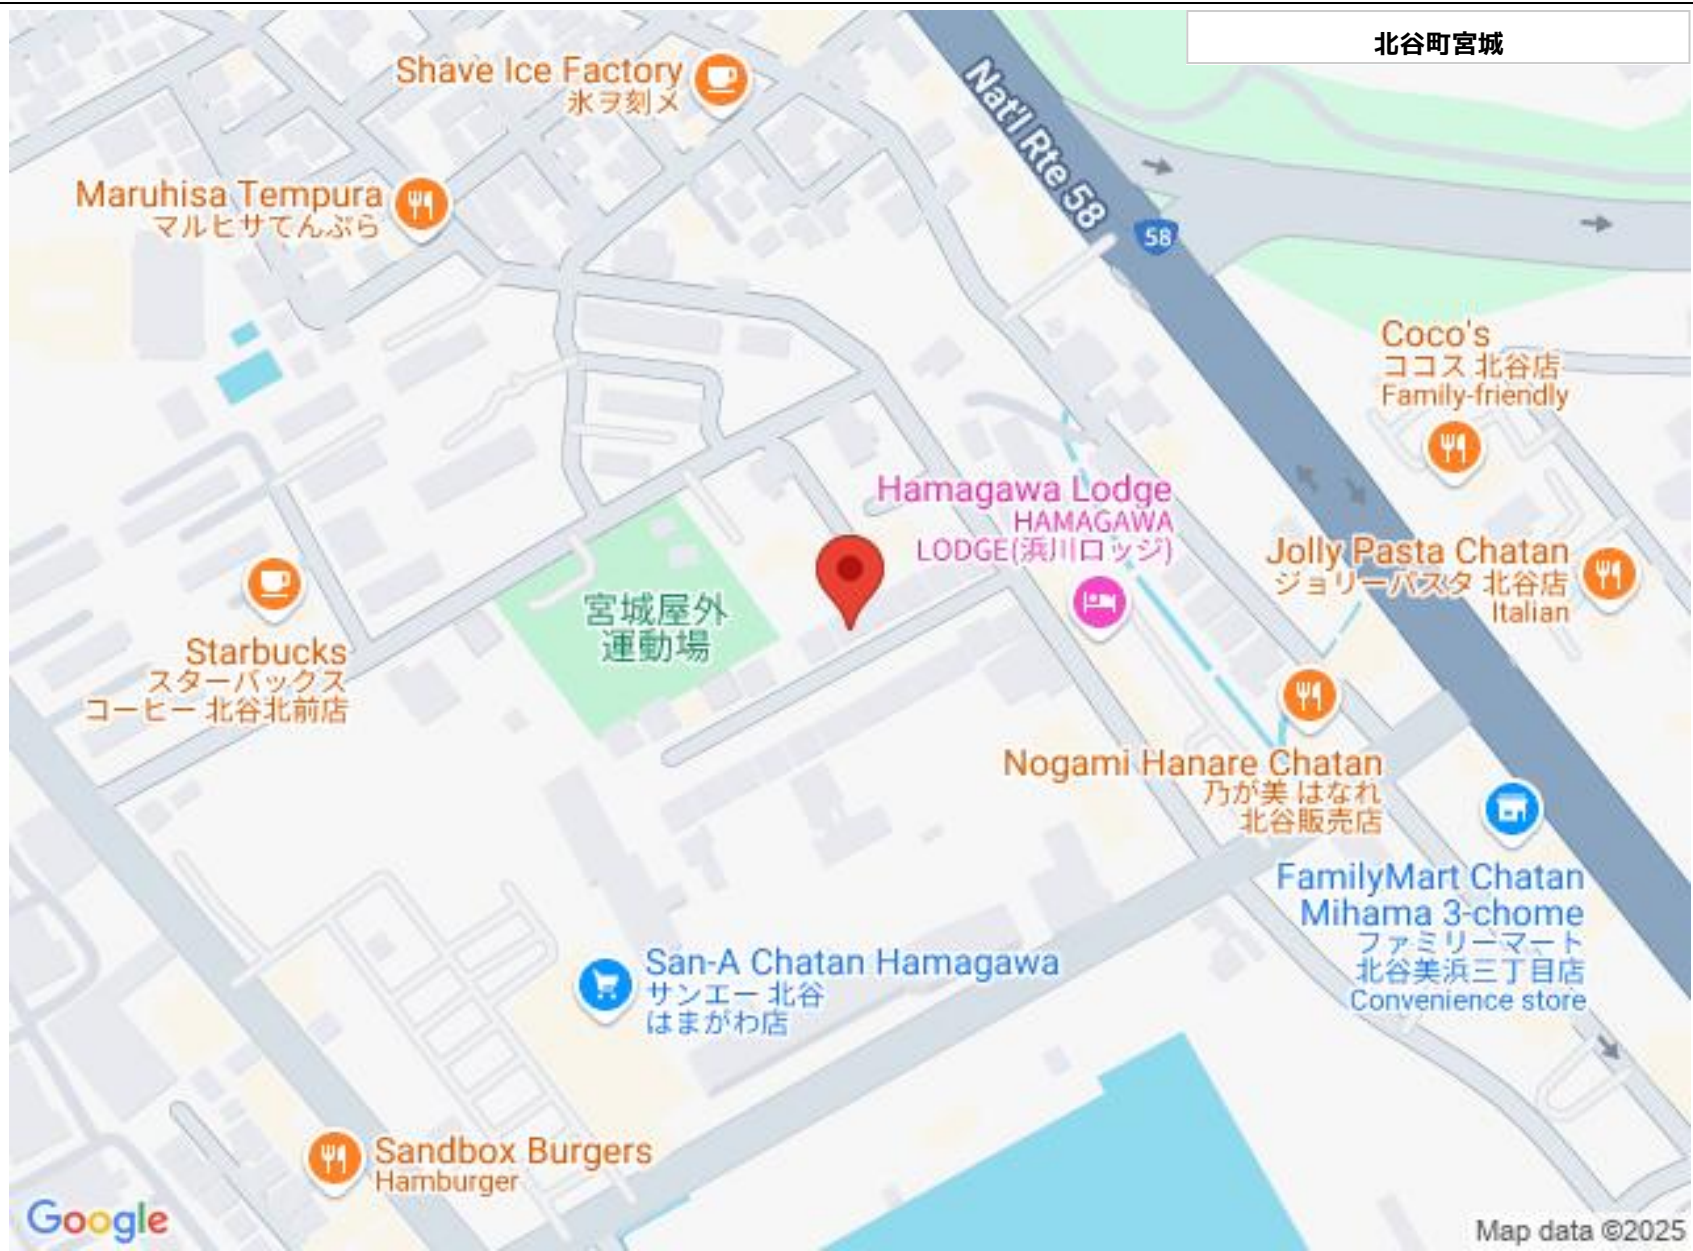 北谷町宮城
Shave Ice Factory
氷ヲ刻メ
Nat'l Rte 58
58
Maruhisa Tempura
マルヒサてんぷら
Coco's
ココス 北谷店
Family-friendly
Hamagawa Lodge
HAMAGAWA
LODGE(浜川ロッジ)
Jolly Pasta Chatan
ジョリーパスタ 北谷店
Italian
宮城屋外
運動場
Starbucks
スターバックス
コーヒー 北谷北前店
Nogami Hanare Chatan
乃が美 はなれ
北谷販売店
FamilyMart Chatan
Mihama 3-chome
ファミリーマート
北谷美浜三丁目店
Convenience store
San-A Chatan Hamagawa
サンエー 北谷
はまがわ店
Sandbox Burgers
Hamburger
Google
Map data ©2025